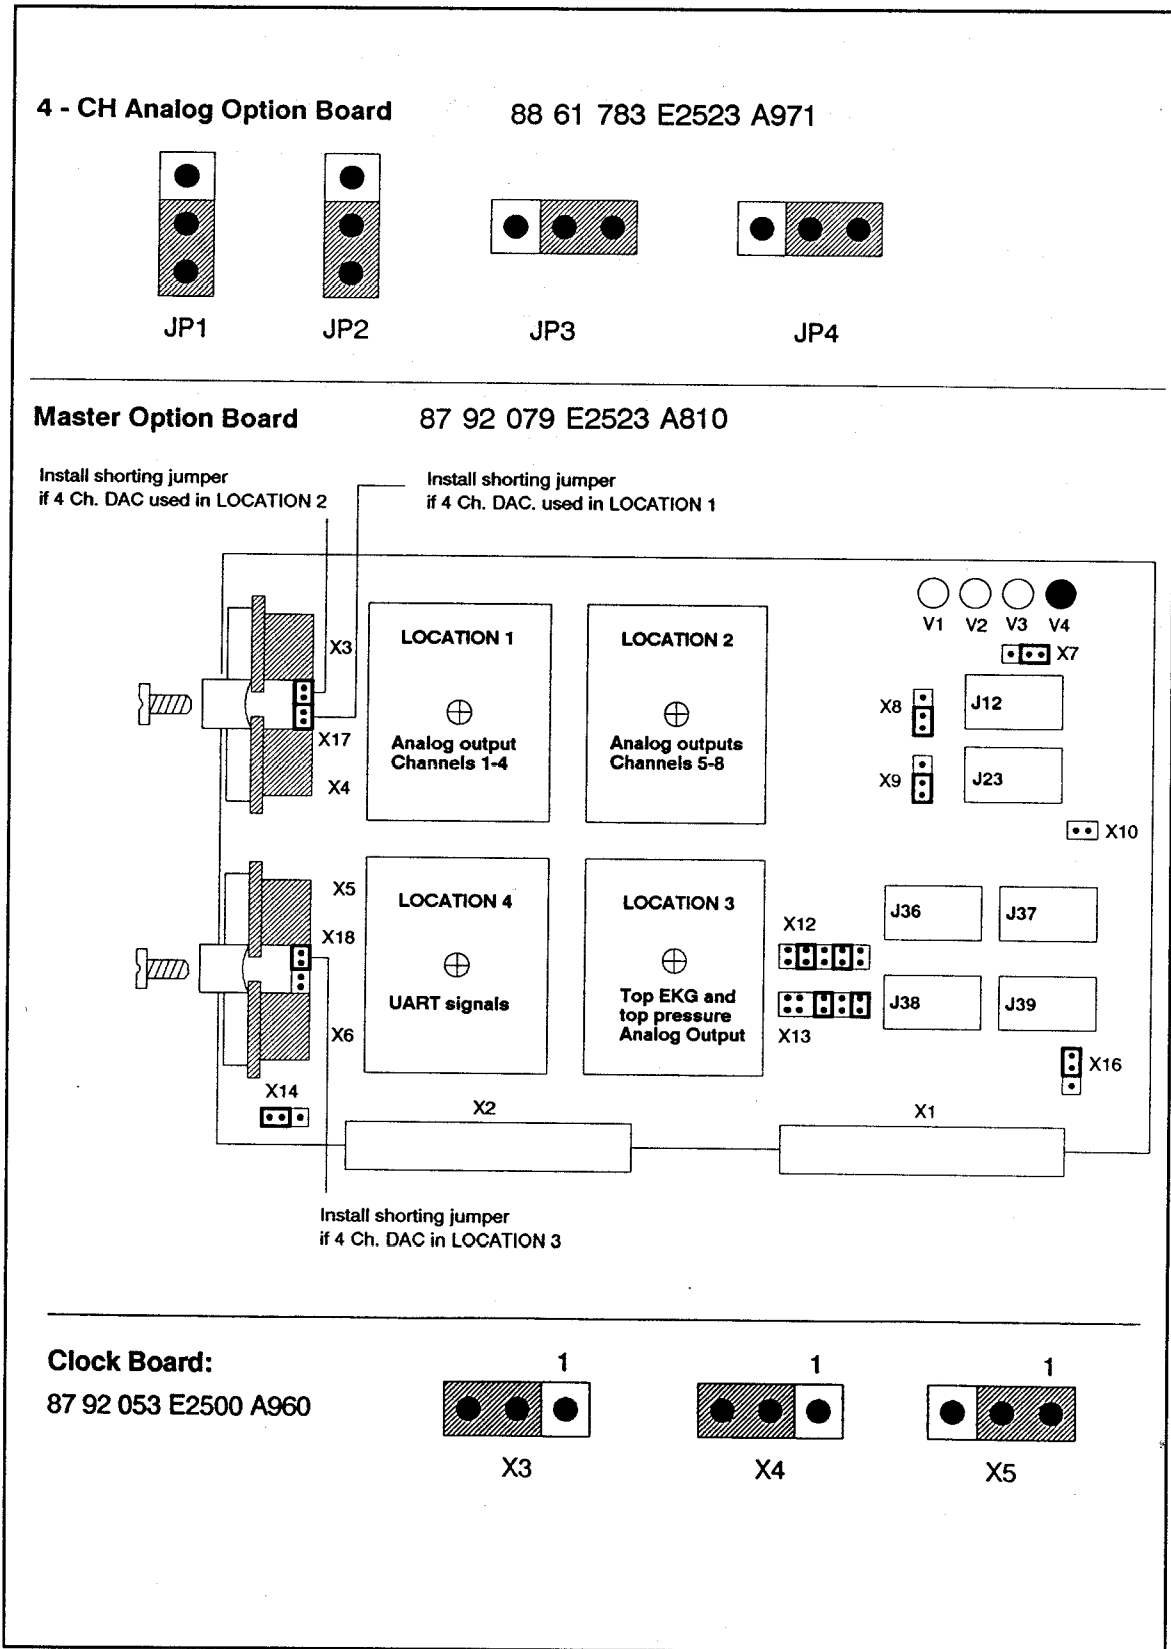 4 - CH Analog Option Board 88 61 783 E2523 A971
JP1 JP2 JP3 JP4
Master Option Board 87 92 079 E2523 A810
Install shorting jumper
if 4 Ch. DAC used in LOCATION 2
Install shorting jumper
if 4 Ch. DAC. used in LOCATION 1
X3
X17
X4
LOCATION 1
Analog output
Channels 1-4
LOCATION 2
Analog outputs
Channels 5-8
V1 V2 V3 V4
X7
X8
J12
X9
J23
X10
X5
X18
X6
X14
LOCATION 4
UART signals
LOCATION 3
Top EKG and
top pressure
Analog Output
X12
X13
J36
J37
J38
J39
X16
X2
X1
Install shorting jumper
if 4 Ch. DAC in LOCATION 3
Clock Board:
87 92 053 E2500 A960
1 1 1
X3 X4 X5